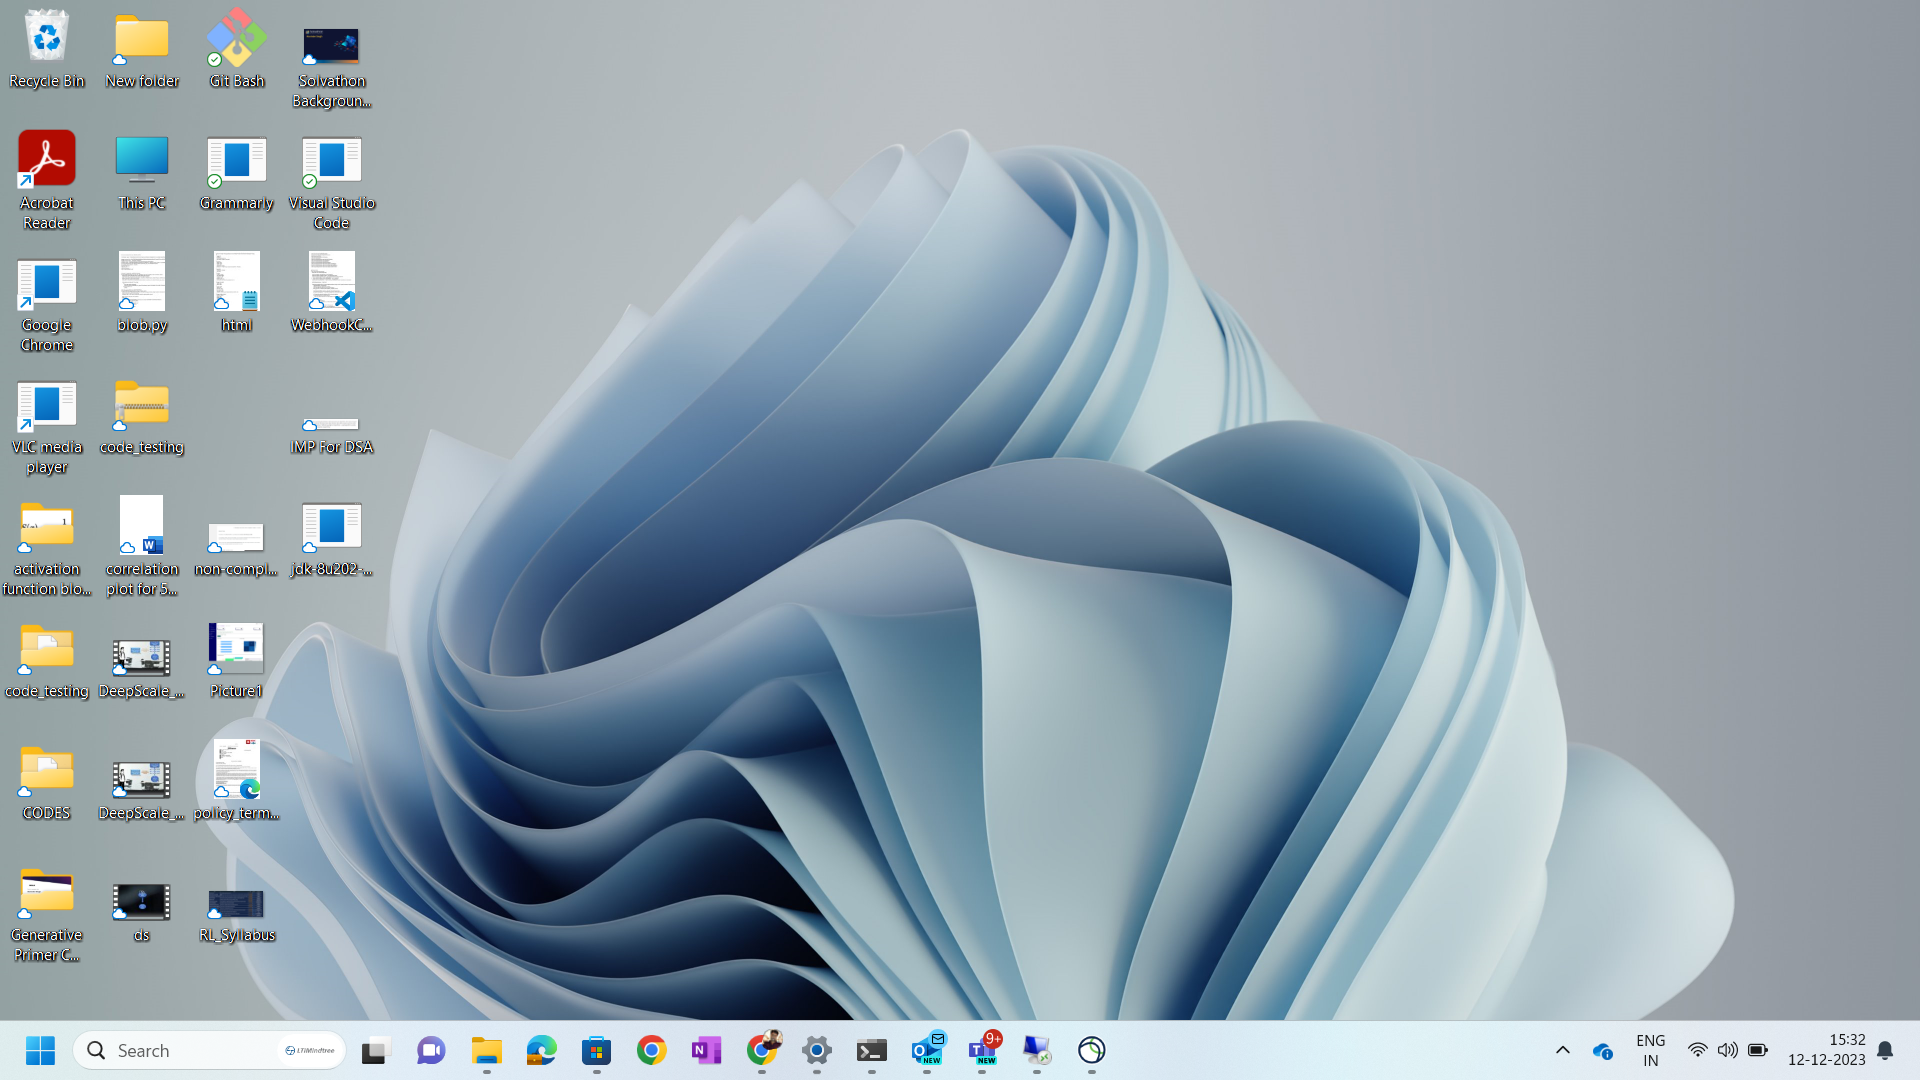 Recycle Bin
New folder
Git Bash
Solvathon
Backgroun...
Acrobat
Reader
This PC
Grammarly
Visual Studio
Code
Google
Chrome
blob.py
html
WebhookC...
VLC media
player
code_testing
IMP For DSA
activation
function blo...
correlation
plot for 5...
non-compl...
jdk-8u202-...
code_testing
DeepScale_...
Picture1
CODES
DeepScale_...
policy_term...
Generative
Primer C...
ds
RL_Syllabus
Search
LTIMindtree
NEW
9+
NEW
ENG
IN
15:32
12-12-2023